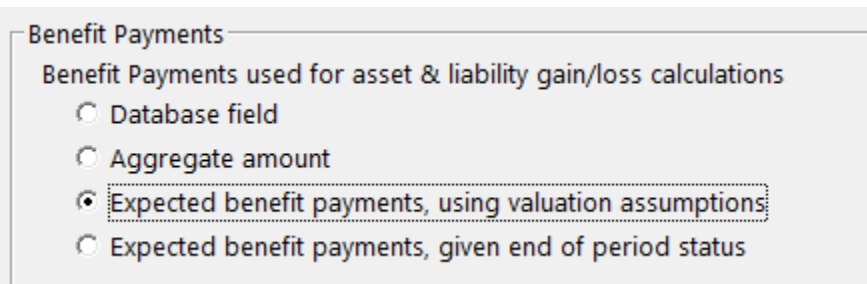 Benefit Payments
Benefit Payments used for asset & liability gain/loss calculations
Database field
Aggregate amount
Expected benefit payments, using valuation assumptions
Expected benefit payments, given end of period status